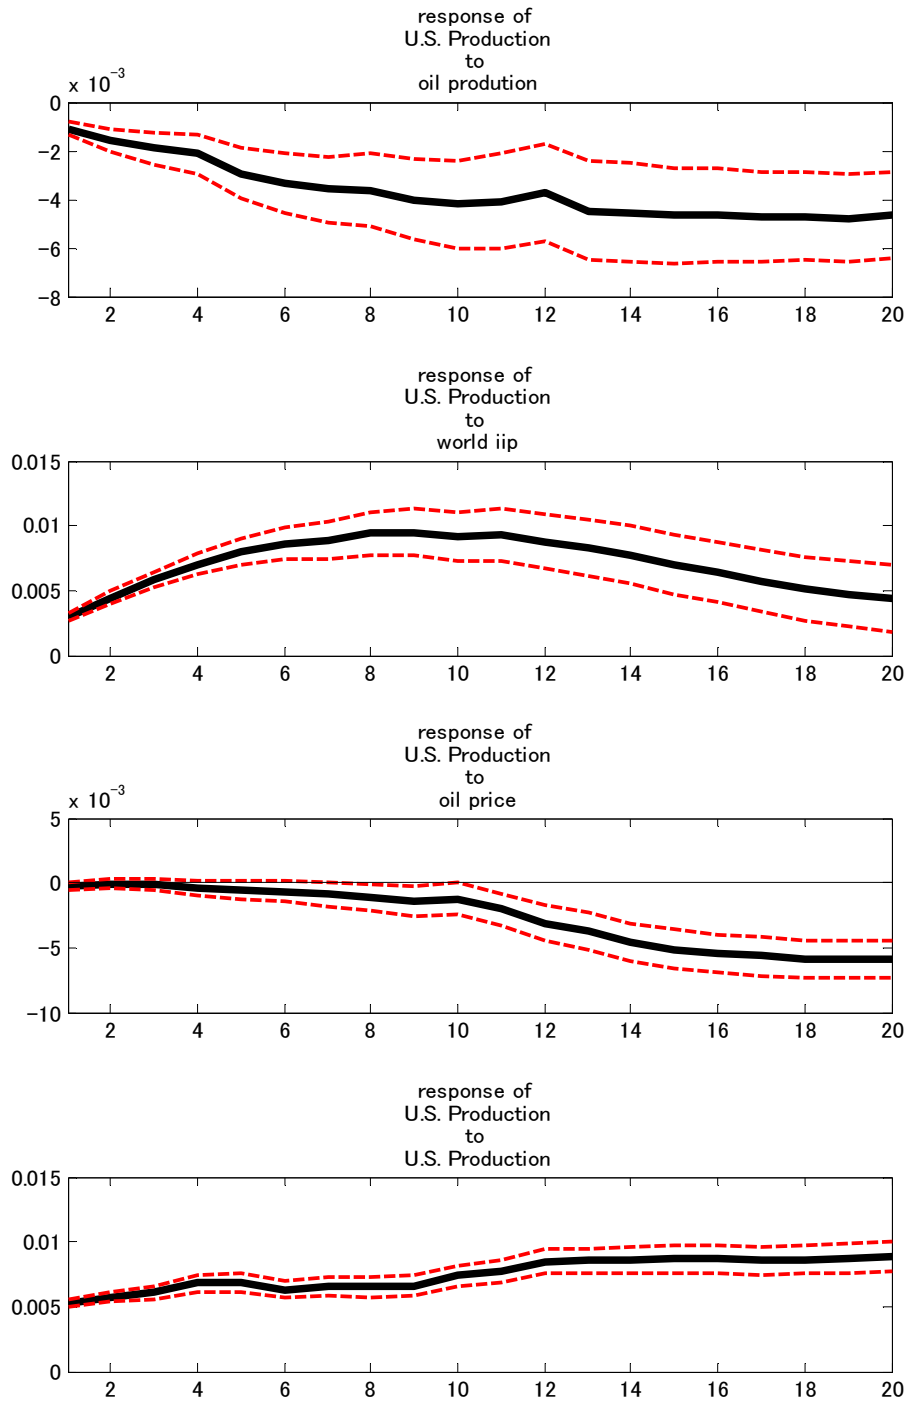 response of
U.S. Production
to
oil prodution
x 10−3
0
−2
−4
−6
−8
2 4 6 8 10 12 14 16 18 20
response of
U.S. Production
to
world iip
0.015
0.01
0.005
0
2 4 6 8 10 12 14 16 18 20
response of
U.S. Production
to
oil price
x 10−3
5
0
−5
−10
2 4 6 8 10 12 14 16 18 20
response of
U.S. Production
to
U.S. Production
0.015
0.01
0.005
0
2 4 6 8 10 12 14 16 18 20